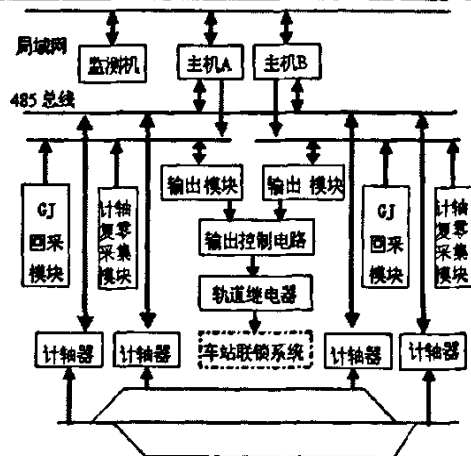 局域网
监测机
主机A
主机B
485 总线
输出 模块
输出 模块
GJ
回采
模块
计轴
复零
采集
模块
输出控制电路
GJ
回采
模块
计轴
复零
采集
模块
轨道继电器
车站联锁系统
计轴器
计轴器
计轴器
计轴器